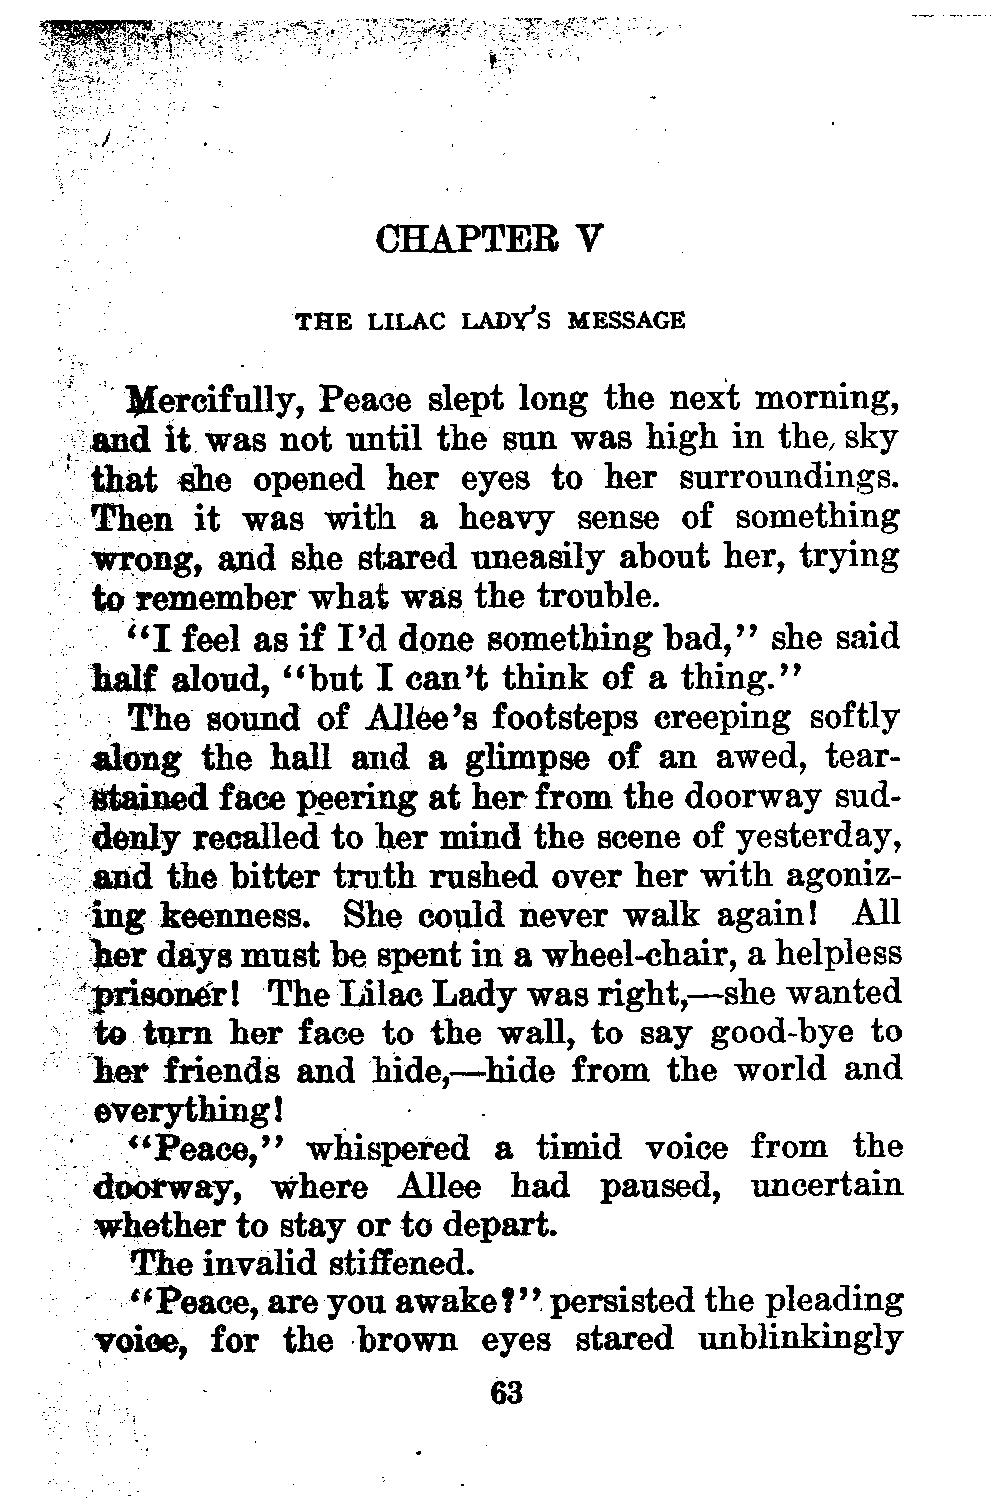 CHAPTER V
THE LILAC LADY'S MESSAGE
Mercifully, Peace slept long the next morning,
and it was not until the sun was high in the sky
that she opened her eyes to her surroundings.
Then it was with a heavy sense of something
wrong, and she stared uneasily about her, trying
to remember what was the trouble.
"I feel as if I'd done something bad," she said
half aloud, "but I can't think of a thing."
The sound of Allee's footsteps creeping softly
along the hall and a glimpse of an awed, tear-
stained face peering at her from the doorway sud-
denly recalled to her mind the scene of yesterday,
and the bitter truth rushed over her with agoniz-
ing keenness. She could never walk again! All
her days must be spent in a wheel-chair, a helpless
prisoner! The Lilac Lady was right,—she wanted
to turn her face to the wall, to say good-bye to
her friends and hide,—hide from the world and
everything!
"Peace," whispered a timid voice from the
doorway, where Allee had paused, uncertain
whether to stay or to depart.
The invalid stiffened.
"Peace, are you awake?" persisted the pleading
voice, for the brown eyes stared unblinkingly
63